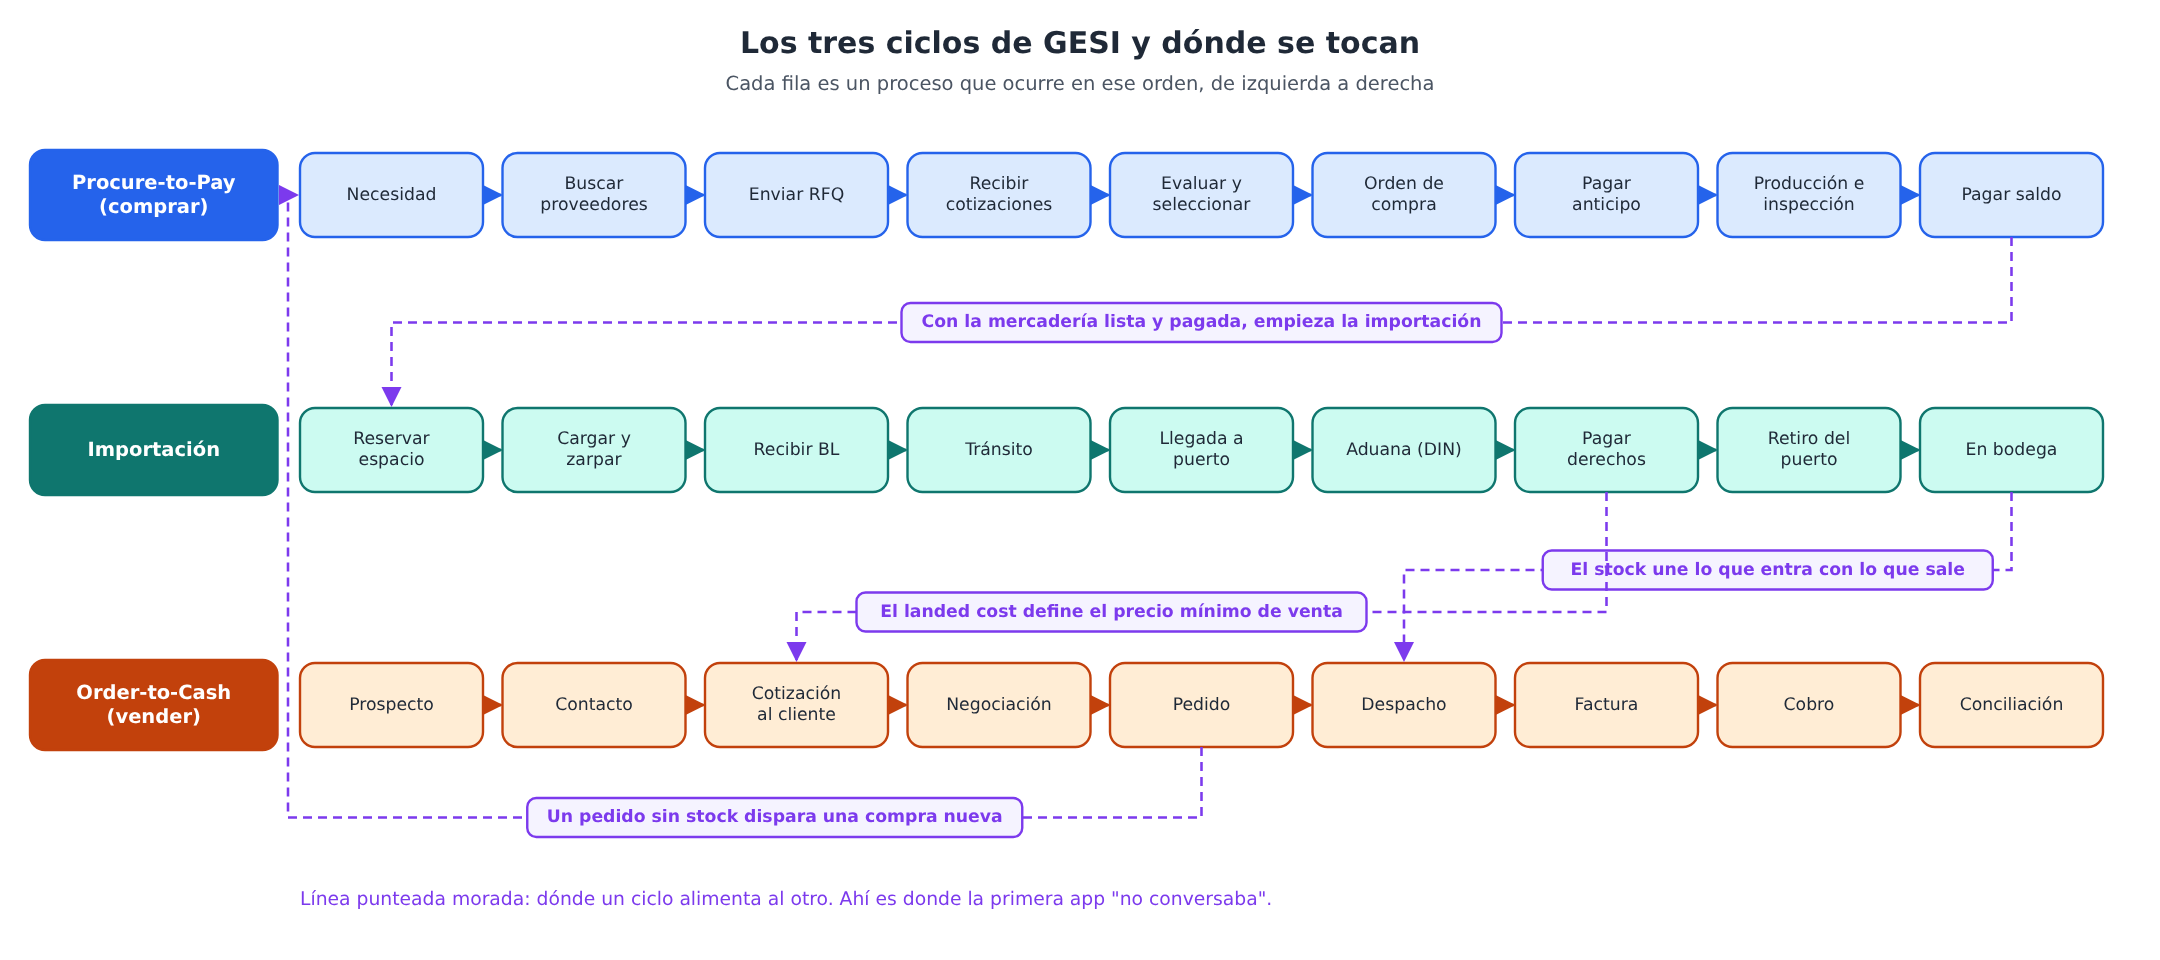 Los tres ciclos de GESI y dónde se tocan
Cada fila es un proceso que ocurre en ese orden, de izquierda a derecha
Procure-to-Pay
(comprar)
Necesidad
Buscar
proveedores
Enviar RFQ
Recibir
cotizaciones
Evaluar y
seleccionar
Orden de
compra
Pagar
anticipo
Producción e
inspección
Pagar saldo
Con la mercadería lista y pagada, empieza la importación
Importación
Reservar
espacio
Cargar y
zarpar
Recibir BL
Tránsito
Llegada a
puerto
Aduana (DIN)
Pagar
derechos
Retiro del
puerto
En bodega
El stock une lo que entra con lo que sale
El landed cost define el precio mínimo de venta
Order-to-Cash
(vender)
Prospecto
Contacto
Cotización
al cliente
Negociación
Pedido
Despacho
Factura
Cobro
Conciliación
Un pedido sin stock dispara una compra nueva
Línea punteada morada: dónde un ciclo alimenta al otro. Ahí es donde la primera app "no conversaba".